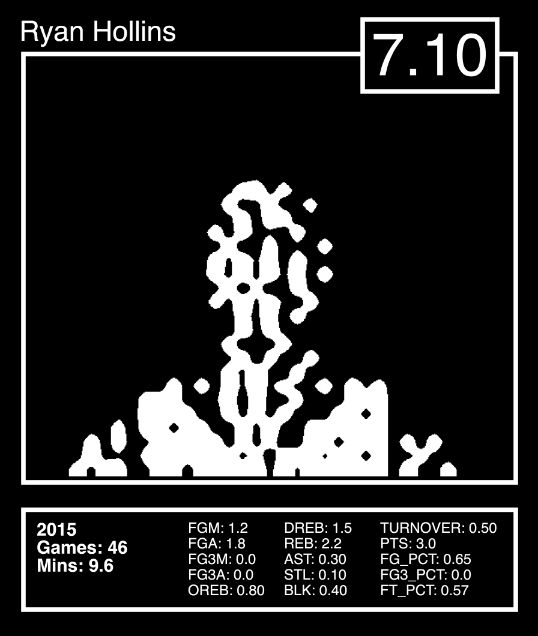 Ryan Hollins
7.10
2015
Games: 46
Mins: 9.6
FGM: 1.2
FGA: 1.8
FG3M: 0.0
FG3A: 0.0
OREB: 0.80
DREB: 1.5
REB: 2.2
AST: 0.30
STL: 0.10
BLK: 0.40
TURNOVER: 0.50
PTS: 3.0
FG_PCT: 0.65
FG3_PCT: 0.0
FT_PCT: 0.57